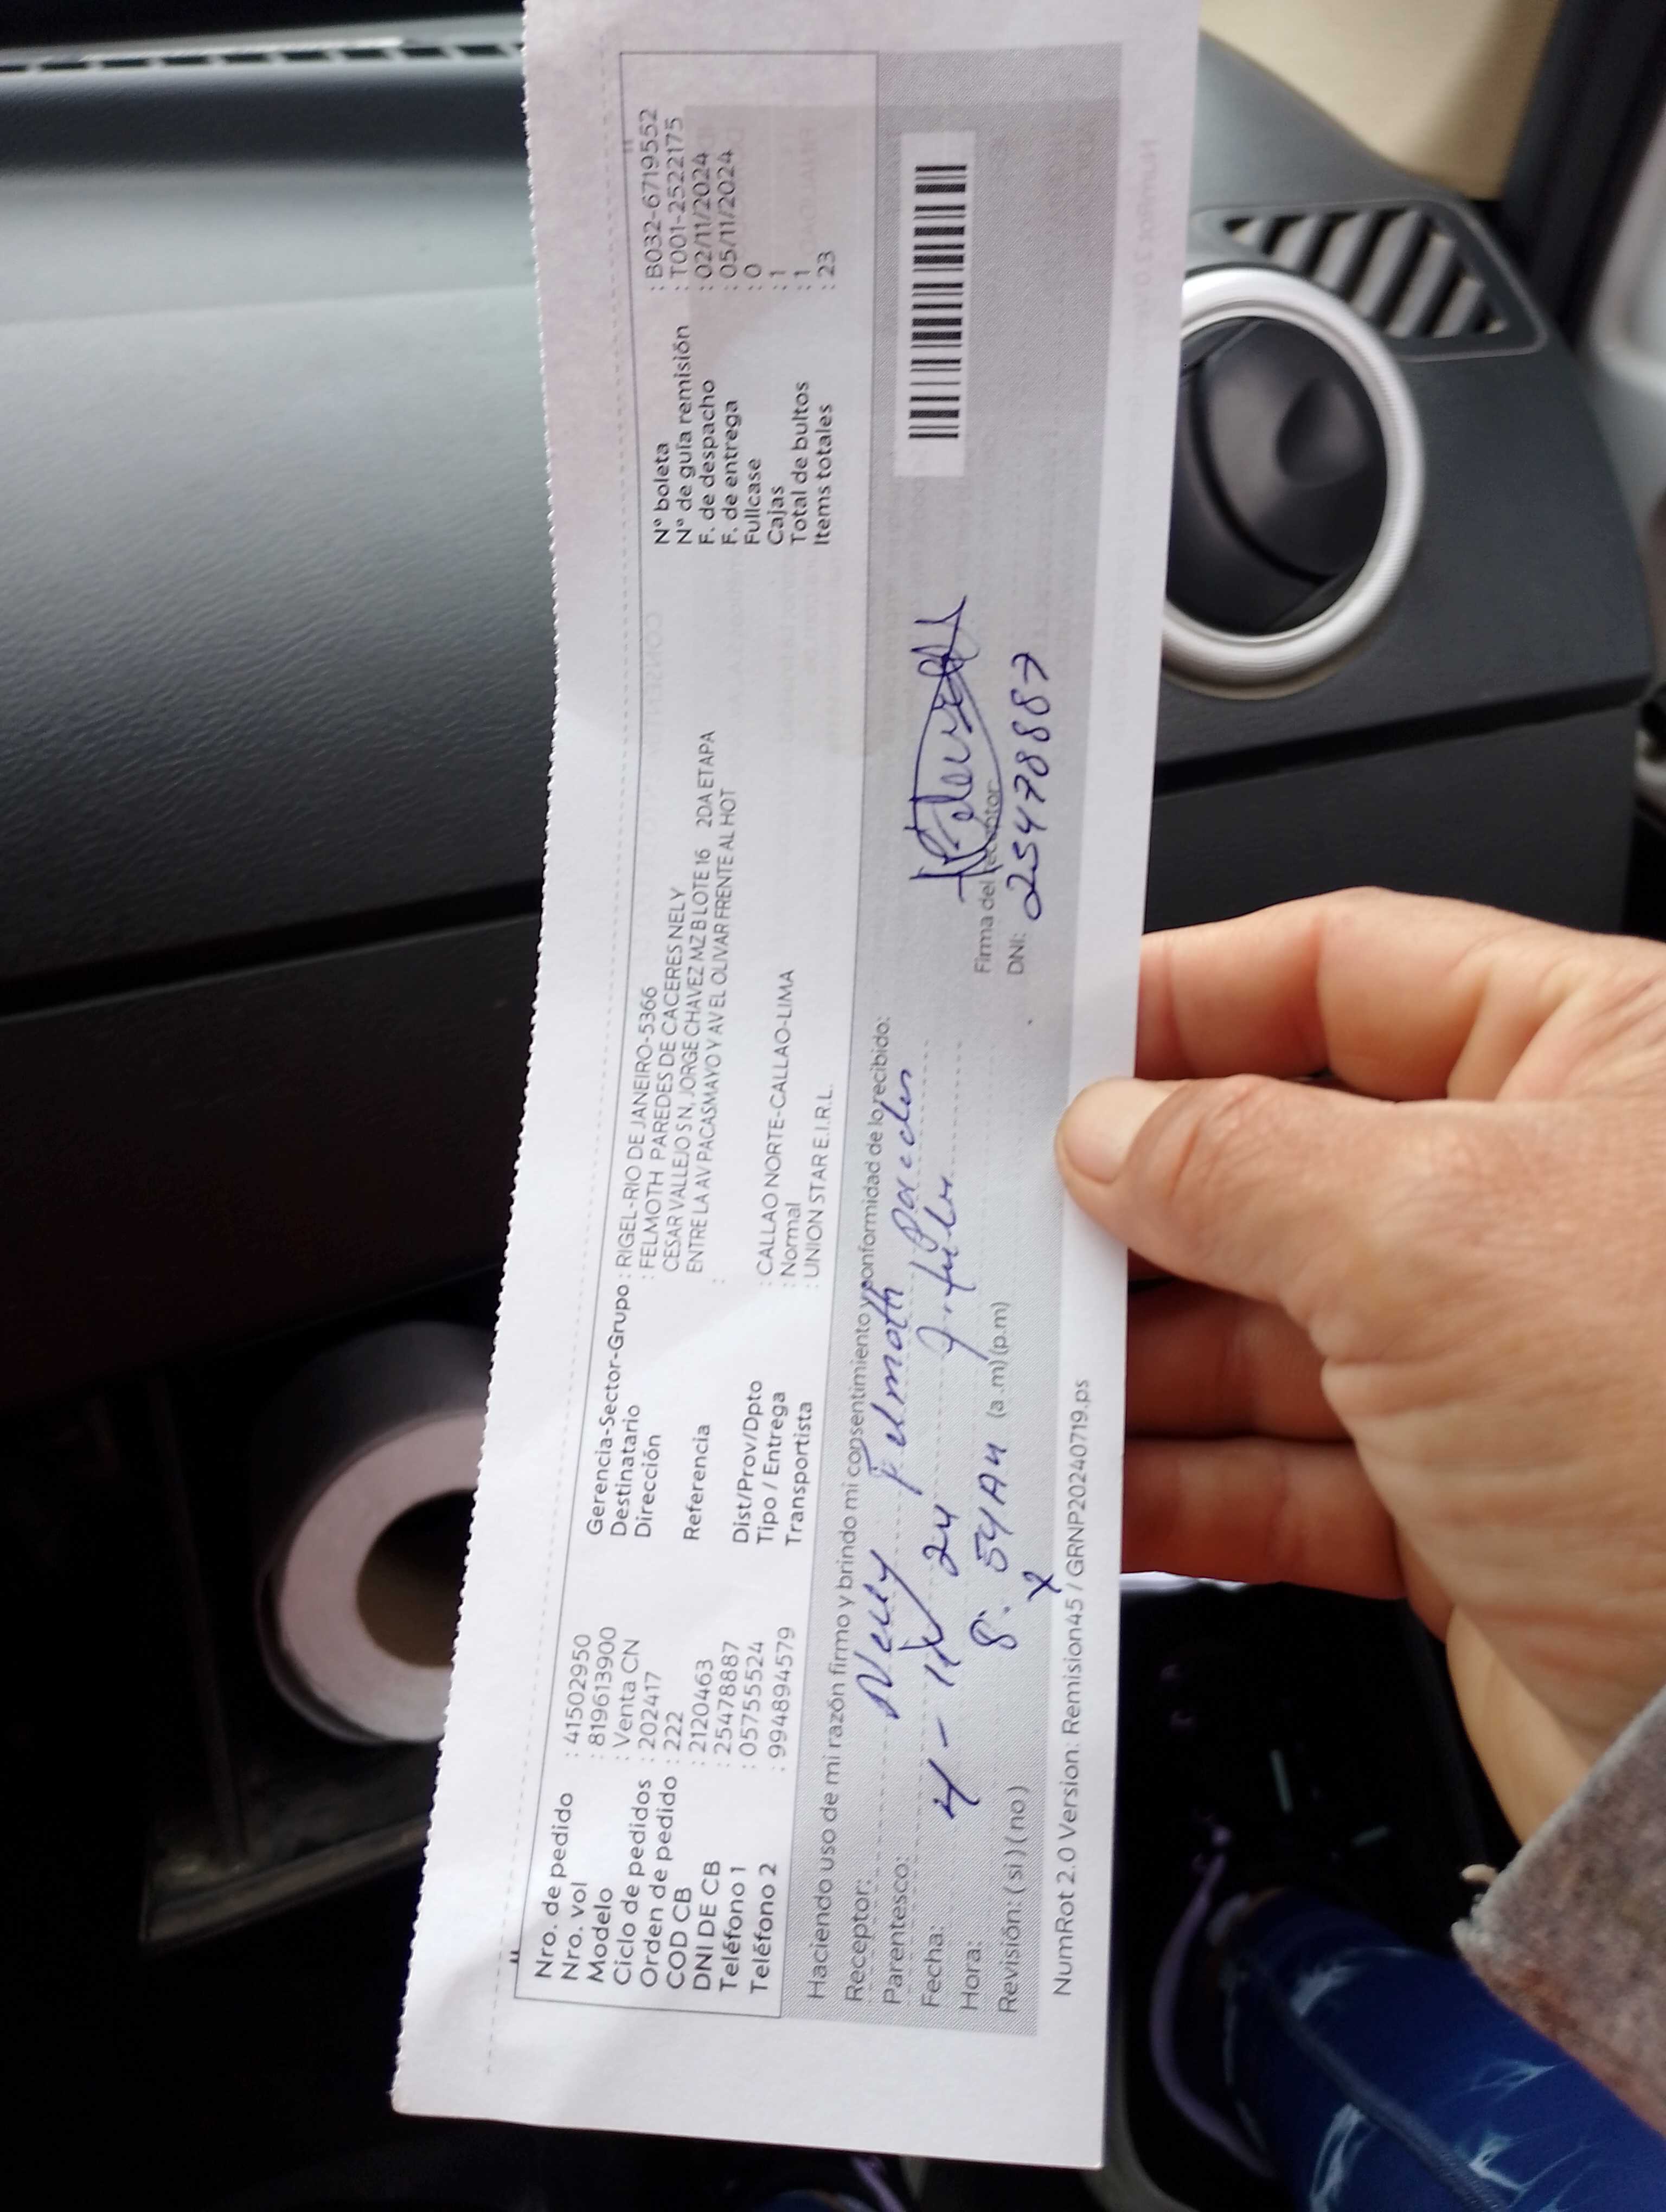 Nro. de pedido : 41502950
Nro. vol : 819613900
Modelo : Venta CN
Ciclo de pedidos : 202417
Orden de pedido : 222
COD CB : 2120463
DNI DE CB : 25478887
Teléfono 1 : 05755524
Teléfono 2 : 994894579
Gerencia-Sector-Grupo : RIGEL-RIO DE JANEIRO-5366
Destinatario : FELMOTH PAREDES DE CACERES NELY
Dirección CESAR VALLEJO S N, JORGE CHAVEZ MZ B LOTE 16 2DA ETAPA
ENTRE LA AV PACASMAYO Y AV EL OLIVAR FRENTE AL HOT
Referencia :
Dist/Prov/Dpto : CALLAO NORTE-CALLAO-LIMA
Tipo / Entrega : Normal
Transportista : UNION STAR E.I.R.L.
N° boleta : B032-6719552
N° de guía remisión : T001-2522175
F. de despacho : 02/11/2024
F. de entrega : 05/11/2024
Fullcase : 0
Cajas : 1
Total de bultos : 1
Items totales : 23
Haciendo uso de mi razón firmo y brindo mi consentimiento y conformidad de lo recibido:
Receptor: Nelly Felmoth Paredes
Parentesco:
Fecha: 4 - 11 24
Hora: 8:54 AM (a.m) (p.m)
Revisión: (si) (no)
Firma del receptor
DNI: 25478887
NumRot 2.0 Version: Remision45 / GRNP20240719.ps